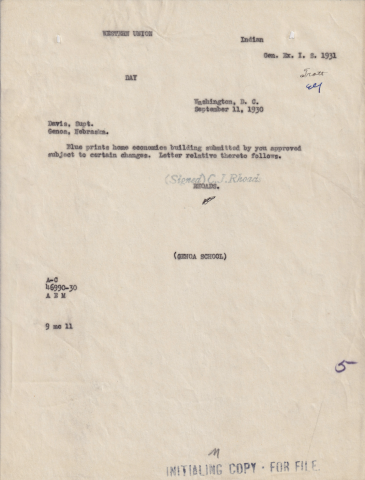 WESTERN UNION
Indian
Gen. Ex. I. S. 1931
DAY
Washington, D. C.
September 11, 1930
Davis, Supt.
Genoa, Nebraska.
Blue prints home economics building submitted by you approved
subject to certain changes. Letter relative thereto follows.
(Signed) C. J. Rhoads
RHOADS.
(GENOA SCHOOL)
A-C
46990-30
A E M
9 mc 11
5
INITIALING COPY - FOR FILE